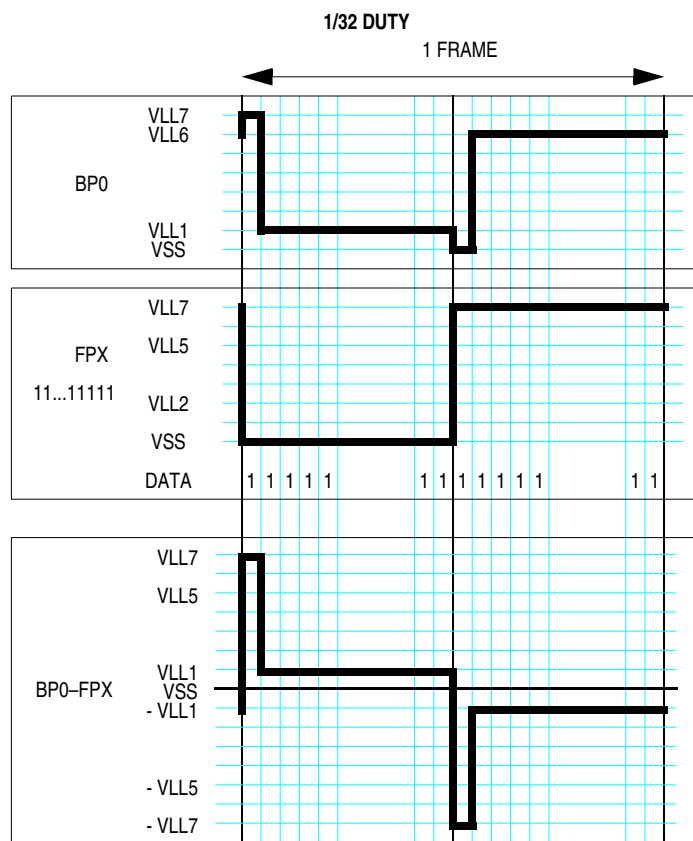 1/32 DUTY
1 FRAME
VLL7
VLL6
BP0
VLL1
VSS
VLL7
VLL5
FPX
11...11111
VLL2
VSS
DATA 1 1 1 1 1 1 1 1 1 1 1 1 1 1
VLL7
VLL5
VLL1
BP0–FPX
VSS
- VLL1
- VLL5
- VLL7